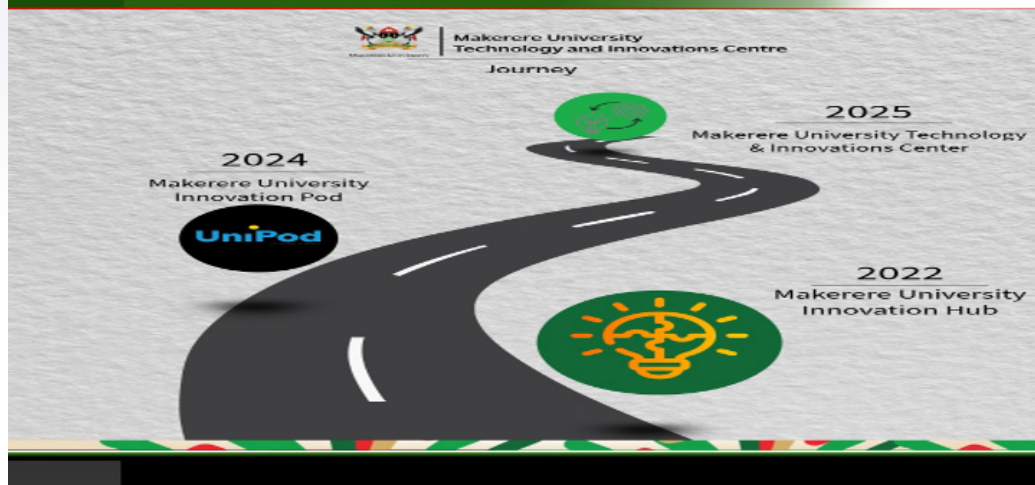 Makerere University
Technology and Innovations Centre
Journey
2025
Makerere University Technology
& Innovations Center
2024
Makerere University
Innovation Pod
UniPod
2022
Makerere University
Innovation Hub